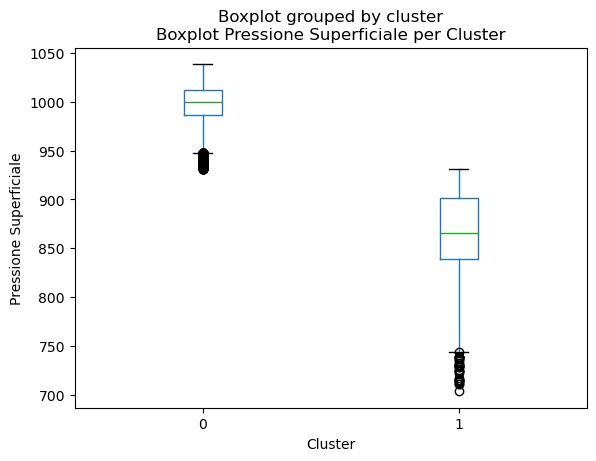 Boxplot grouped by cluster
Boxplot Pressione Superficiale per Cluster
Pressione Superficiale
1050
1000
950
900
850
800
750
700
0
1
Cluster